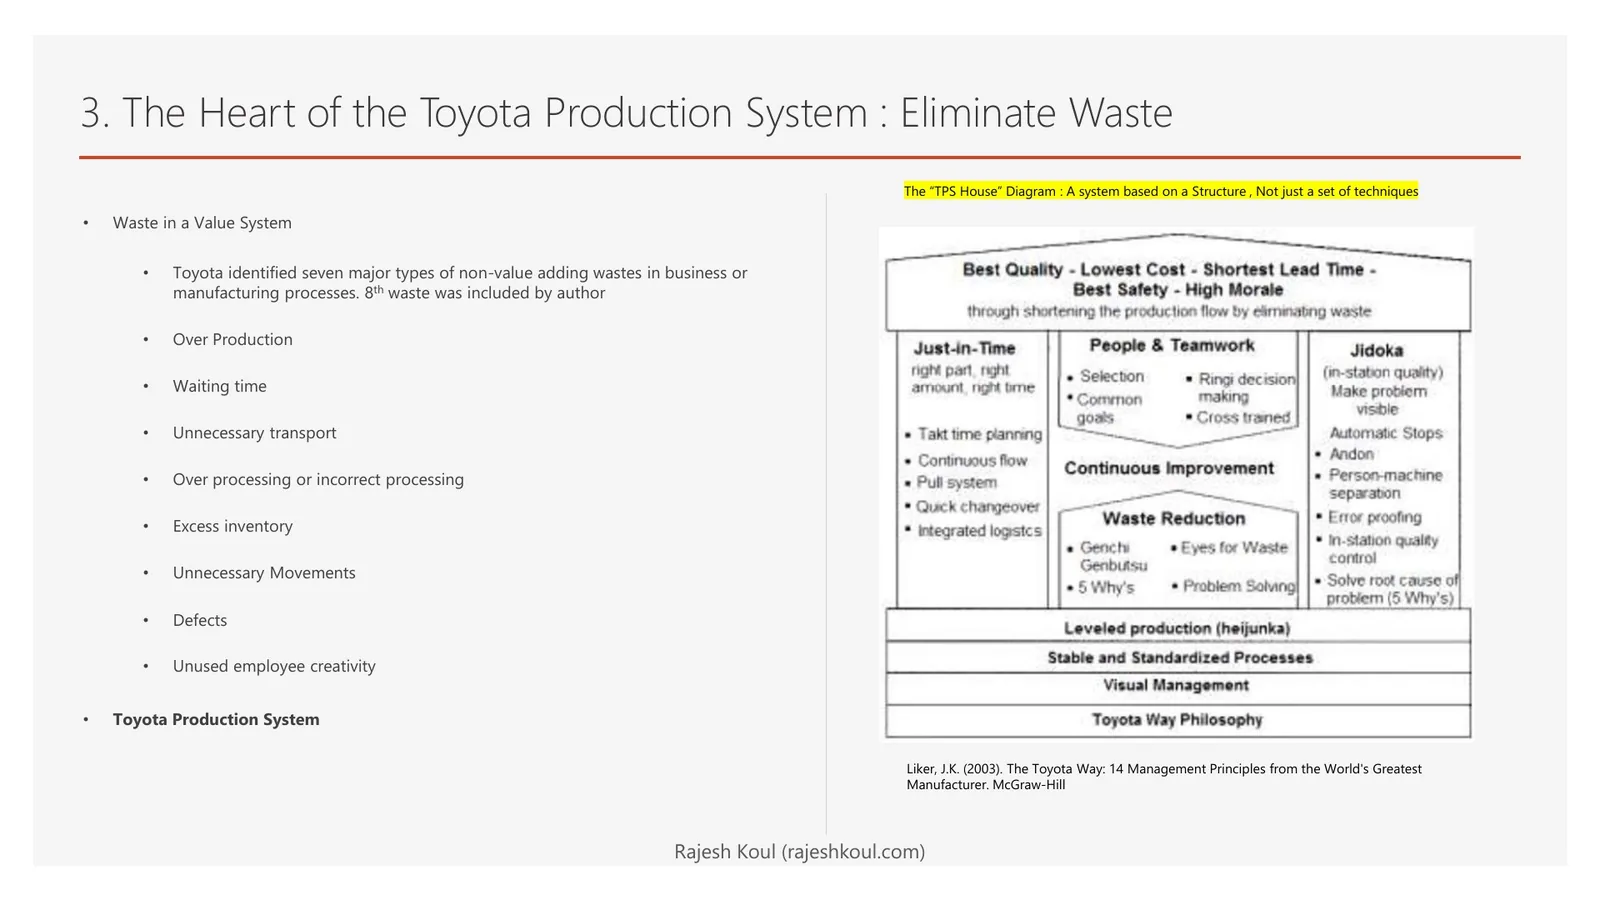 3. The Heart of the Toyota Production System : Eliminate Waste
• Waste in a Value System
• Toyota identified seven major types of non-value adding wastes in business or
manufacturing processes. 8th waste was included by author
• Over Production
• Waiting time
• Unnecessary transport
• Over processing or incorrect processing
• Excess inventory
• Unnecessary Movements
• Defects
• Unused employee creativity
• Toyota Production System
The “TPS House” Diagram : A system based on a Structure , Not just a set of techniques
Best Quality - Lowest Cost - Shortest Lead Time -
Best Safety - High Morale
through shortening the production flow by eliminating waste
Just-in-Time
right part, right
amount, right time
▪ Takt time planning
▪ Continuous flow
▪ Pull system
▪ Quick changeover
▪ Integrated logistcs
People & Teamwork
▪ Selection
▪ Common
goals
▪ Ringi decision
making
▪ Cross trained
Continuous Improvement
Waste Reduction
▪ Genchi
Genbutsu
▪ 5 Why's
▪ Eyes for Waste
▪ Problem Solving
Jidoka
(in-station quality)
Make problem
visible
Automatic Stops
▪ Andon
▪ Person-machine
separation
▪ Error proofing
▪ In-station quality
control
▪ Solve root cause of
problem (5 Why's)
Leveled production (heijunka)
Stable and Standardized Processes
Visual Management
Toyota Way Philosophy
Liker, J.K. (2003). The Toyota Way: 14 Management Principles from the World's Greatest
Manufacturer. McGraw-Hill
Rajesh Koul (rajeshkoul.com)